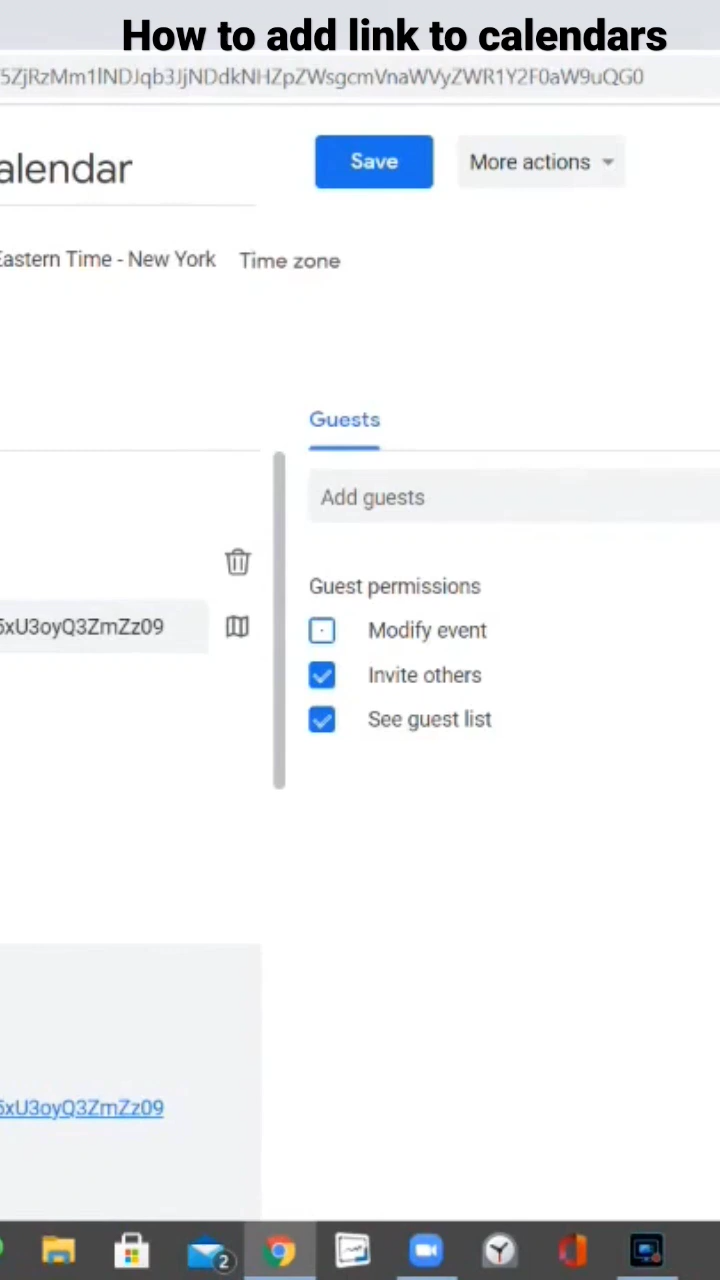 How to add link to calendars
5ZjRzMm1lNDJqb3JjNDdkNHZpZWsgcmVnaWVyZWR1Y2F0aW9uQG0
alendar
Save
More actions
Eastern Time - New York
Time zone
Guests
Add guests
Guest permissions
5xU3oyQ3ZmZz09
Modify event
Invite others
See guest list
5xU3oyQ3ZmZz09
2